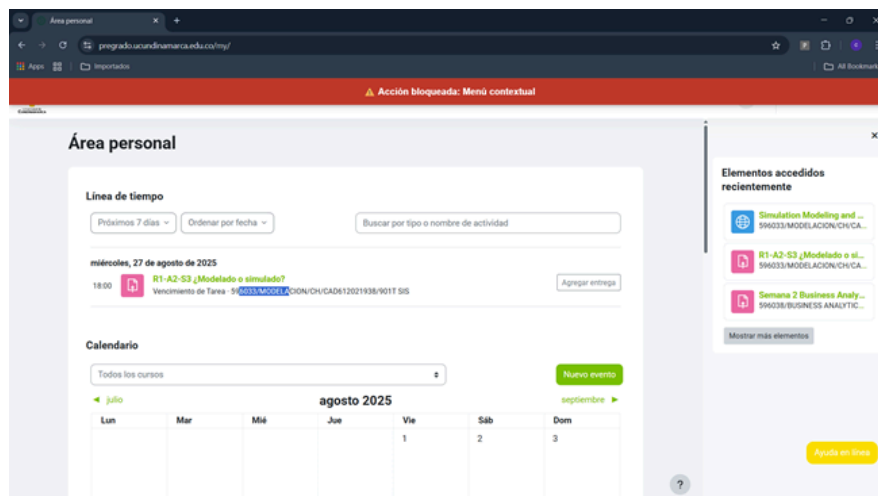 Área personal
pregrado.ucundinamarca.edu.co/my/
Apps
Importados
All Bookmark
Acción bloqueada: Menú contextual
Área personal
Línea de tiempo
Próximos 7 días
Ordenar por fecha
Buscar por tipo o nombre de actividad
miércoles, 27 de agosto de 2025
18:00
R1-A2-S3 ¿Modelado o simulado?
Vencimiento de Tarea · 596033/MODELACION/CH/CAD612021938/901T SIS
Agregar entrega
Calendario
Todos los cursos
Nuevo evento
julio
agosto 2025
septiembre
Lun Mar Mié Jue Vie Sáb Dom
1 2 3
Elementos accedidos
recientemente
Simulation Modeling and ...
596033/MODELACION/CH/CA...
R1-A2-S3 ¿Modelado o si...
596033/MODELACION/CH/CA...
Semana 2 Business Analy...
596038/BUSINESS ANALYTIC...
Mostrar más elementos
Ayuda en línea
?